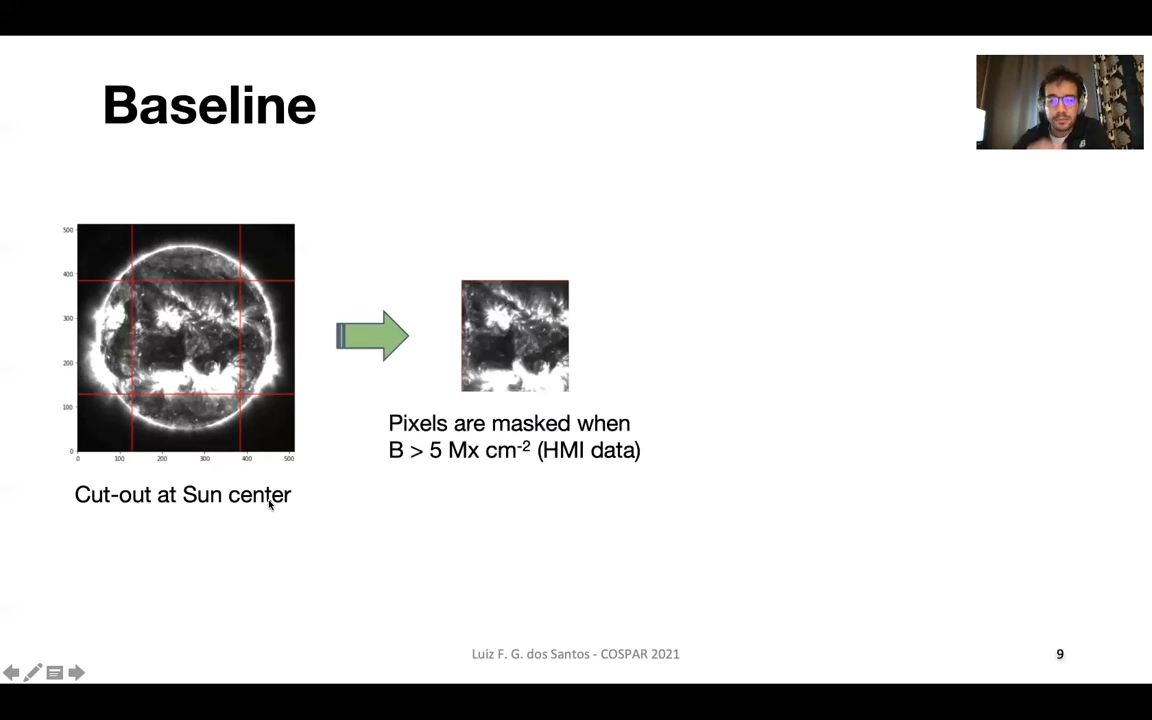 Baseline
500
400
300
200
100
0
0 100 200 300 400 500
Cut-out at Sun center
Pixels are masked when
B > 5 Mx cm-2 (HMI data)
Luiz F. G. dos Santos - COSPAR 2021
9